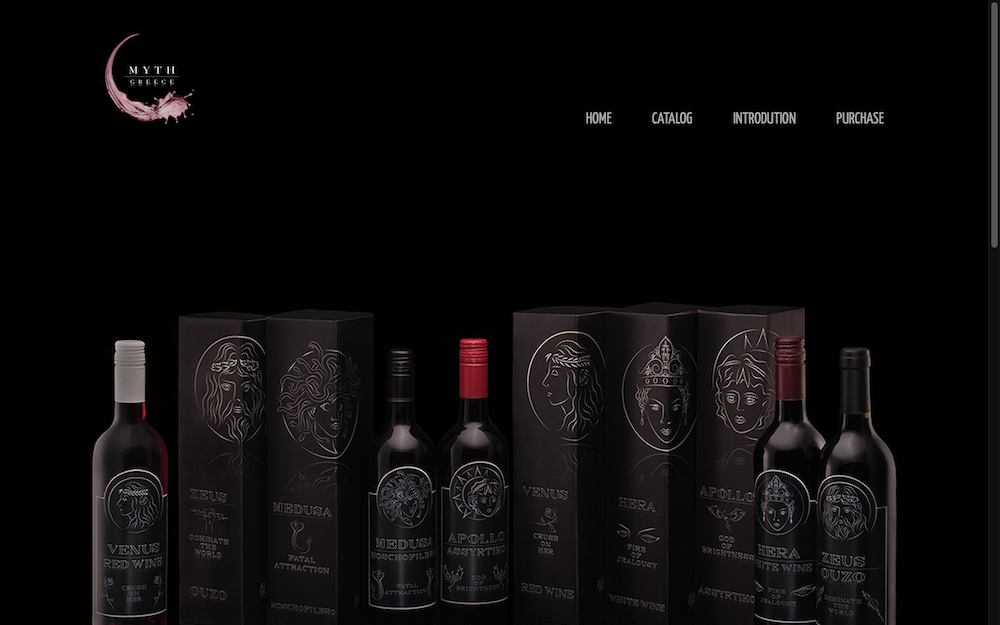 MYTH
GREECE
HOME
CATALOG
INTRODUTION
PURCHASE
VENUS
RED WINE
CRUSH
ON
HER
ZEUS
DOMINATE
THE
WORLD
OUZO
MEDUSA
FATAL
ATTRACTION
MOSCHOFILERO
MEDUSA
MOSCHOFILERO
FATAL
ATTRACTION
APOLLO
ASSYRTIKO
GOD
OF
BRIGHTNESS
VENUS
CRUSH
ON
HER
RED WINE
HERA
FIRE
OF
JEALOUSY
WHITE WINE
APOLLO
GOD
OF
BRIGHTNESS
ASSYRTIKO
HERA
WHITE WINE
FIRE
OF
JEALOUSY
ZEUS
OUZO
DOMINATE
THE
WORLD